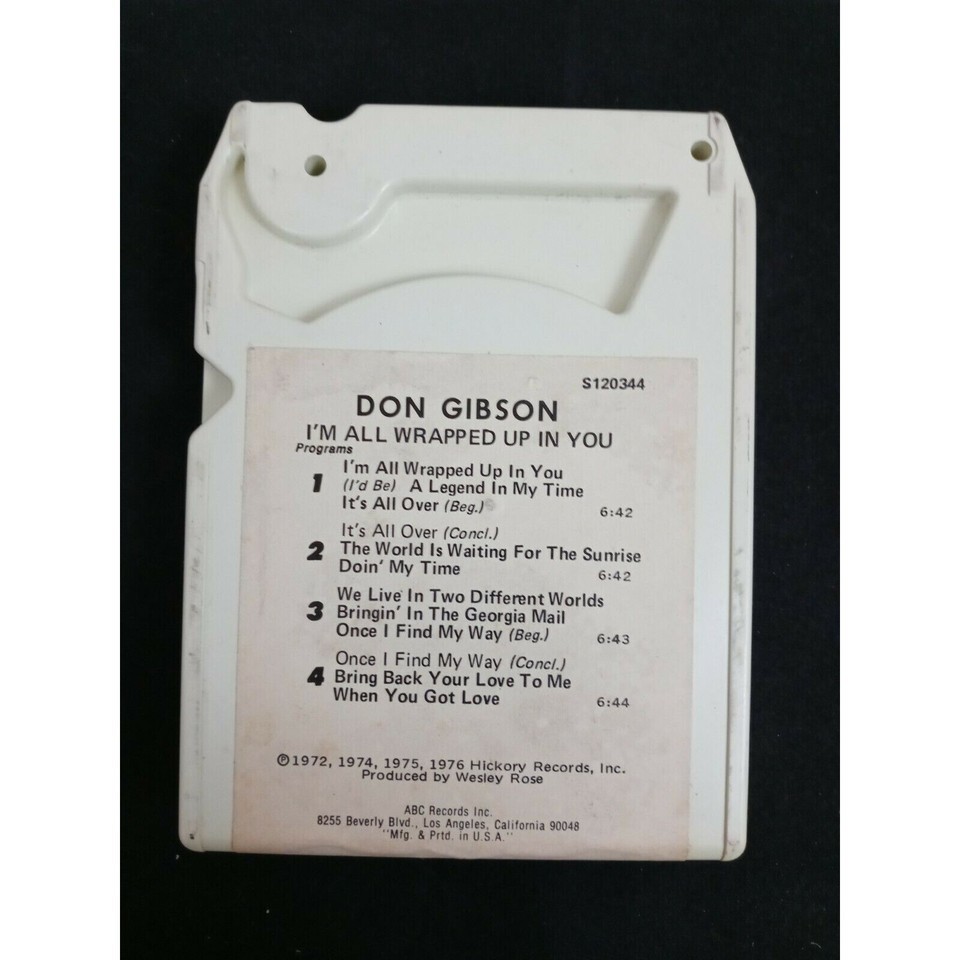 S120344
DON GIBSON
I'M ALL WRAPPED UP IN YOU
Programs
1 I'm All Wrapped Up In You
(I'd Be) A Legend In My Time
It's All Over (Beg.) 6:42
It's All Over (Concl.)
2 The World Is Waiting For The Sunrise
Doin' My Time 6:42
We Live In Two Different Worlds
3 Bringin' In The Georgia Mail
Once I Find My Way (Beg.) 6:43
Once I Find My Way (Concl.)
4 Bring Back Your Love To Me
When You Got Love 6:44
℗1972, 1974, 1975, 1976 Hickory Records, Inc.
Produced by Wesley Rose
ABC Records Inc.
8255 Beverly Blvd., Los Angeles, California 90048
"Mfg. & Prtd. in U.S.A."